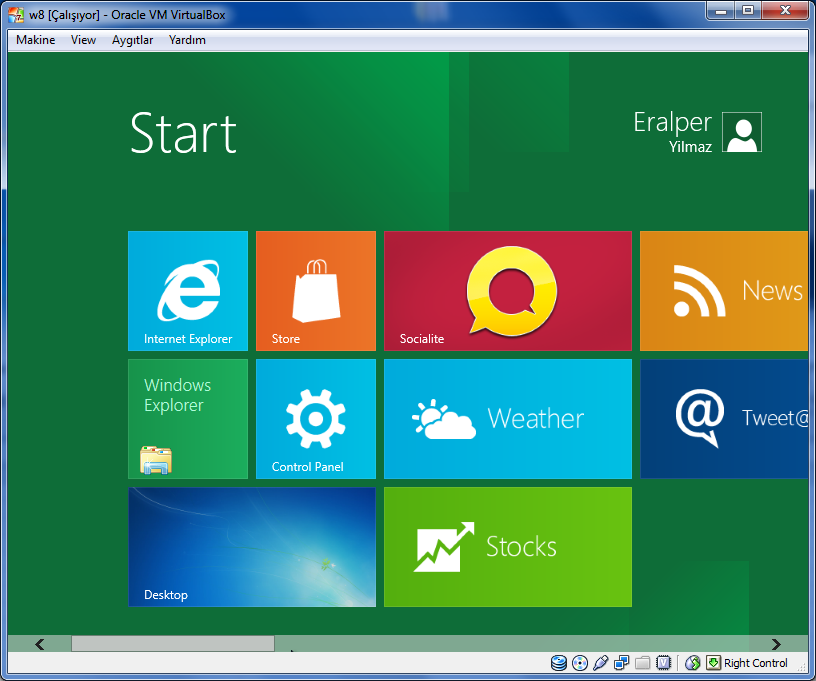 w8 [Çalışıyor] - Oracle VM VirtualBox
Makine View Aygıtlar Yardım
Start
Eralper
Yilmaz
Internet Explorer
Store
Socialite
News
Windows
Explorer
Control Panel
Weather
Tweet@
Desktop
Stocks
Right Control